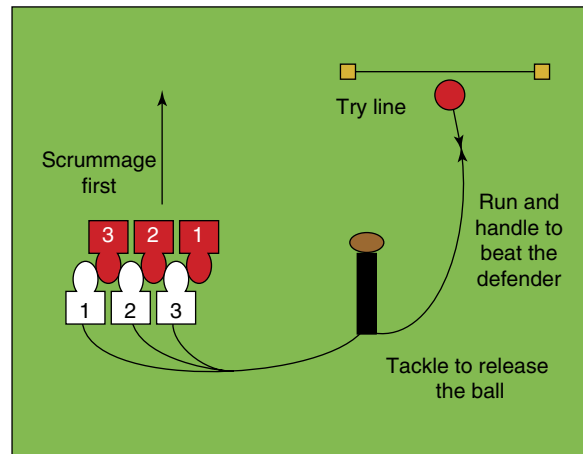 Try line
Scrummage
first
3 2 1
1 2 3
Run and
handle to
beat the
defender
Tackle to release
the ball